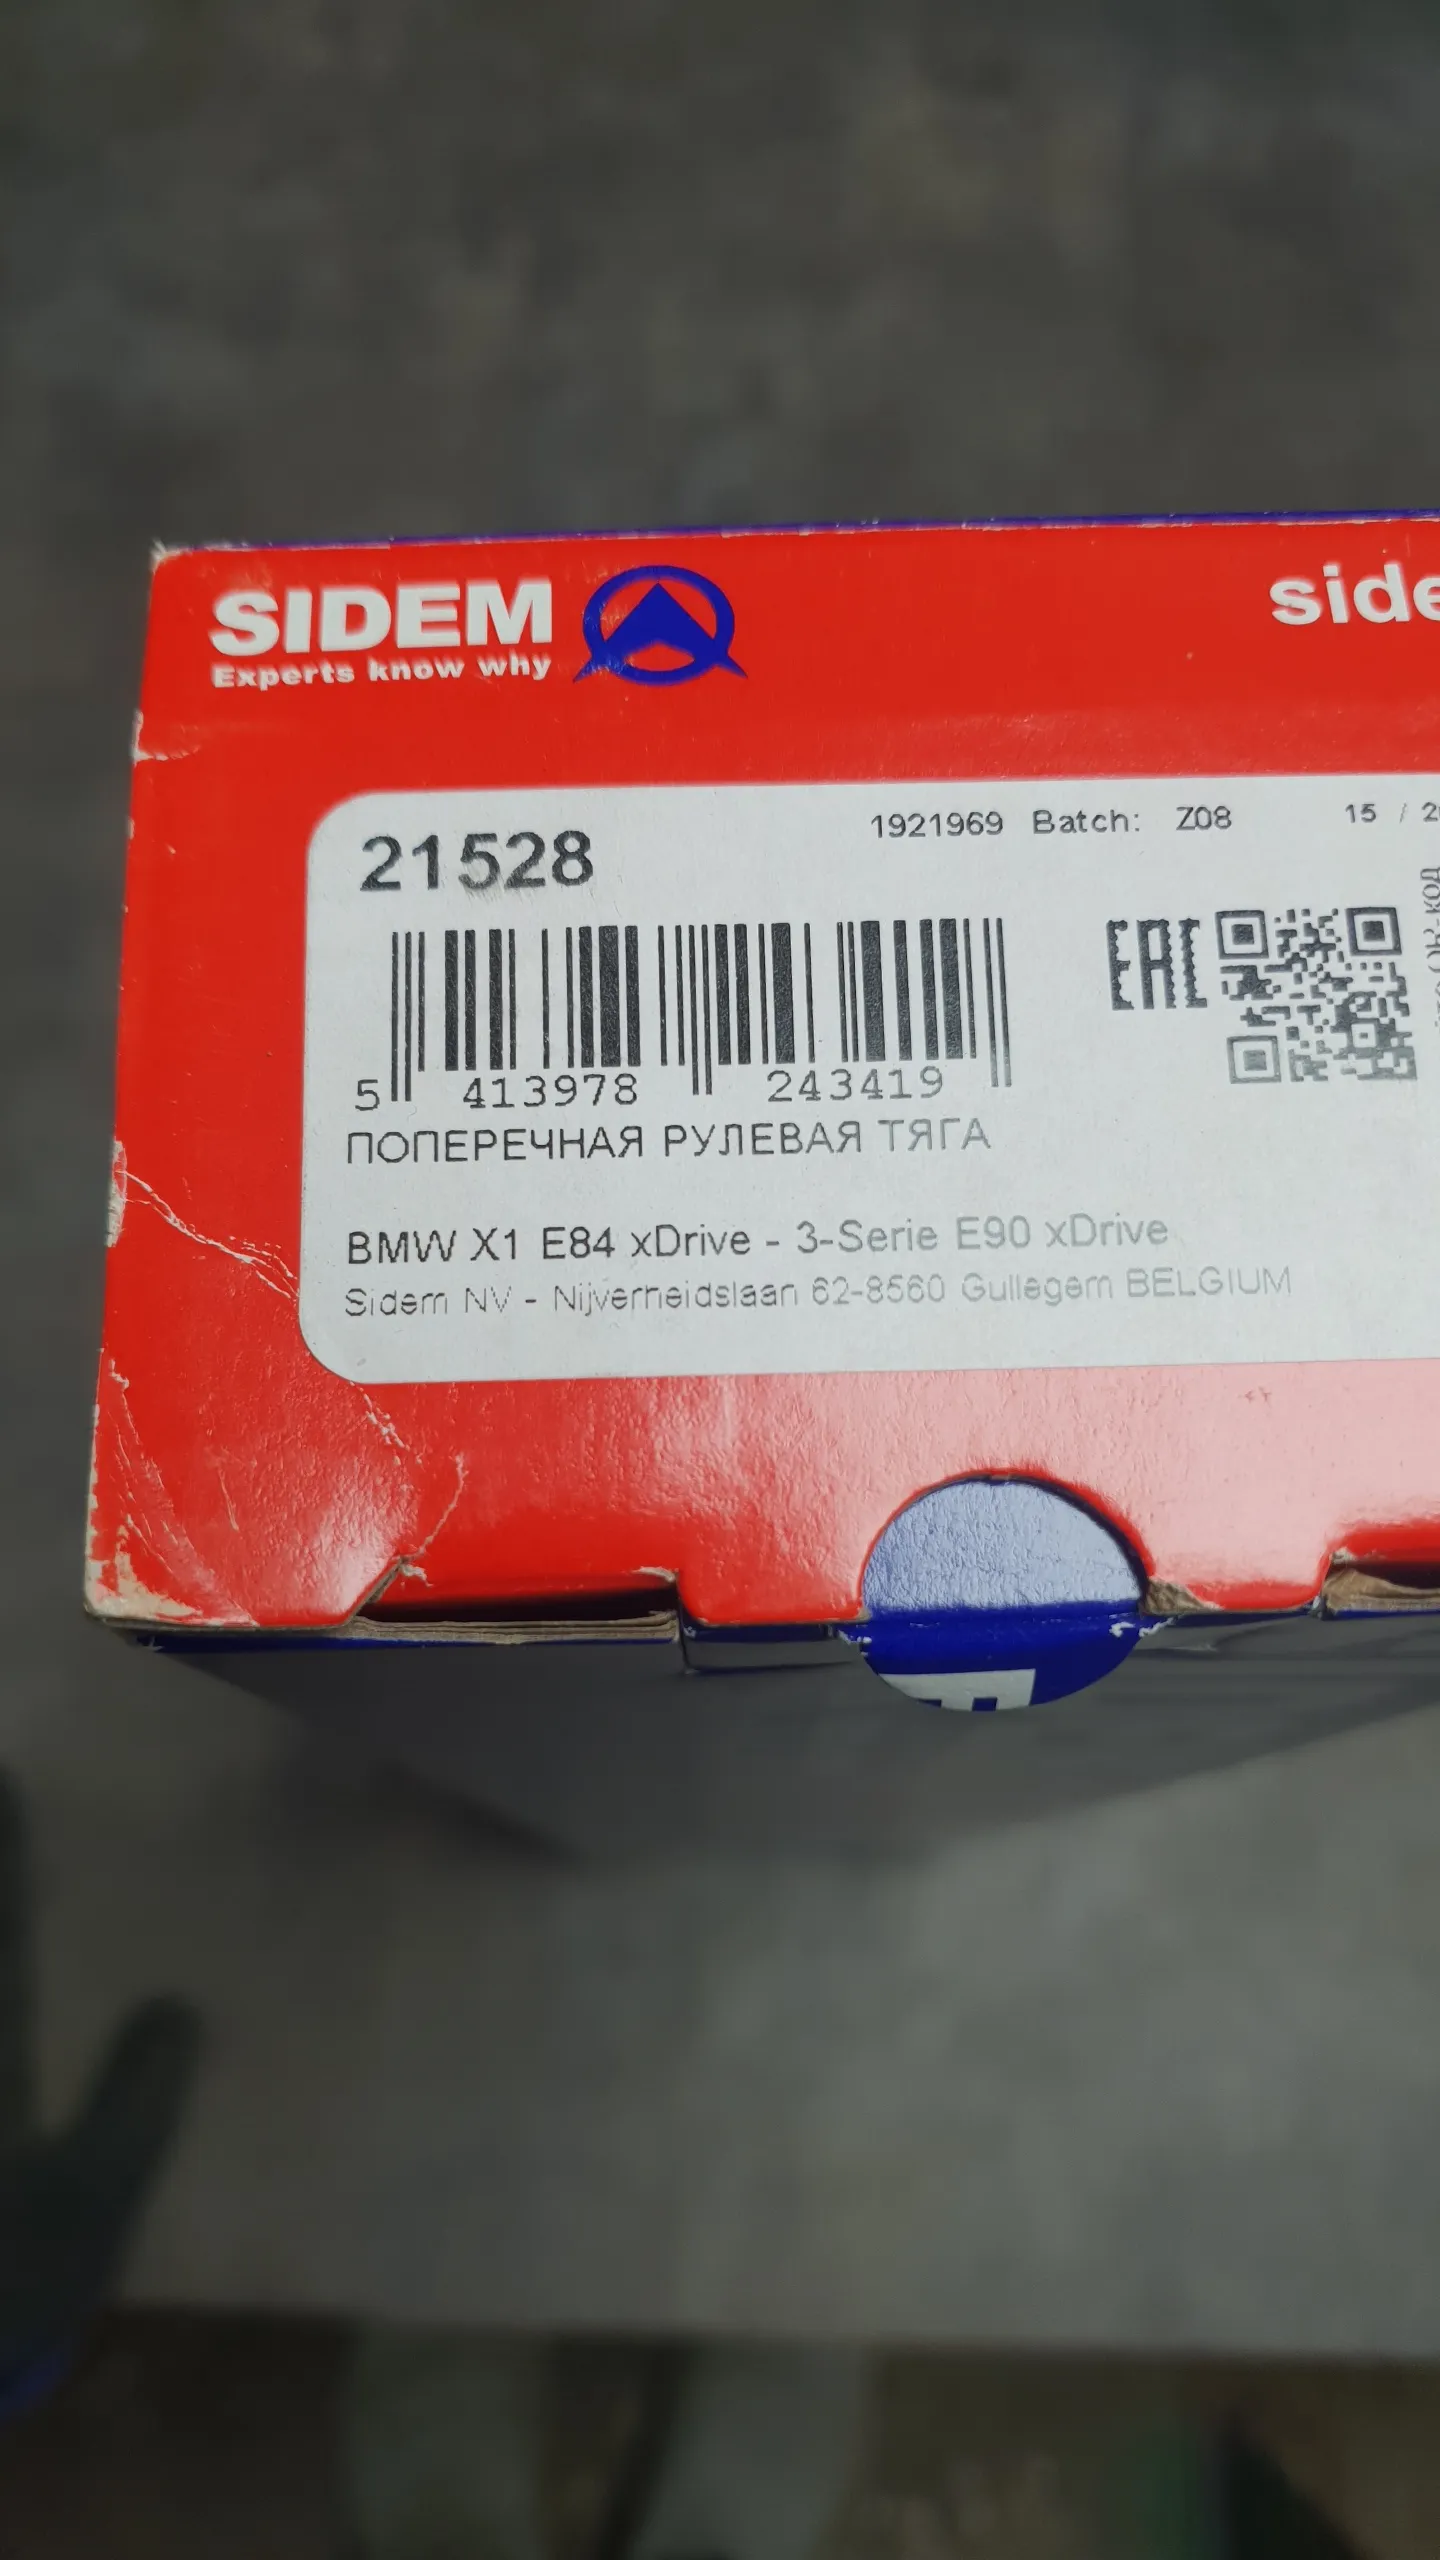 SIDEM
Experts know why
21528
1921969 Batch: Z08
15 /
EAC
5 413978 243419
ПОПЕРЕЧНАЯ РУЛЕВАЯ ТЯГА
BMW X1 E84 xDrive - 3-Serie E90 xDrive
Sidem NV - Nijverheidslaan 62-8560 Gullegem BELGIUM